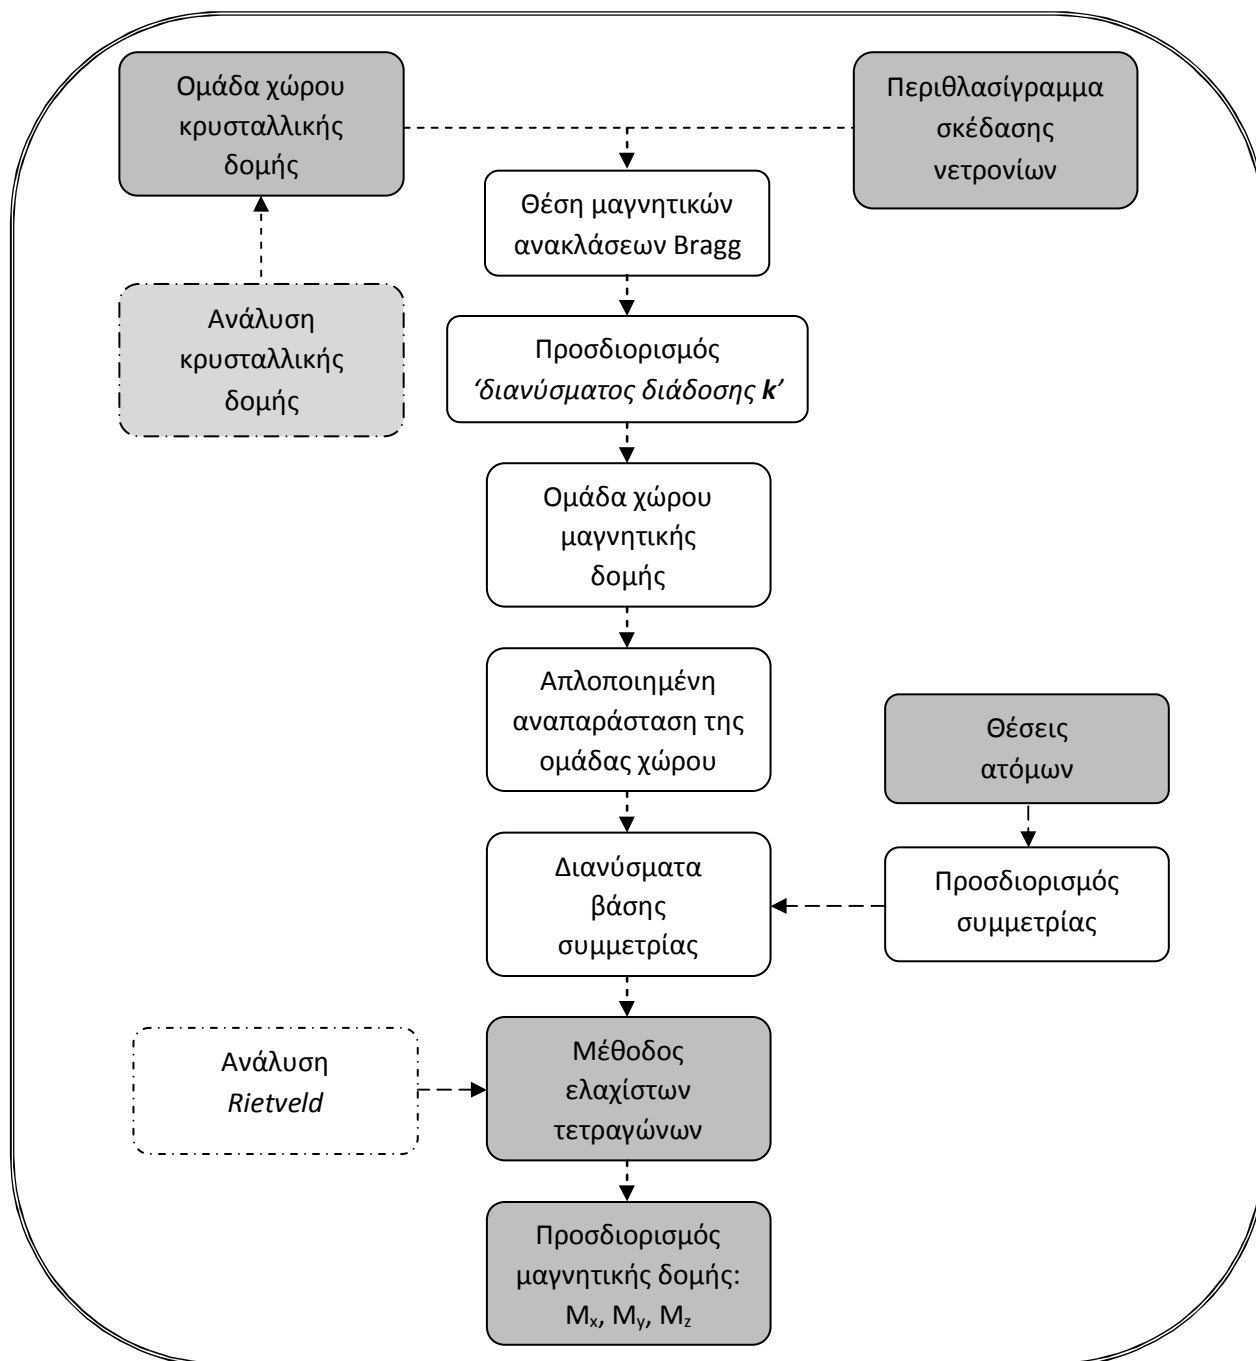 Ομάδα χώρου
κρυσταλλικής
δομής
Περιθλασίγραμμα
σκέδασης
νετρονίων
Θέση μαγνητικών
ανακλάσεων Bragg
Ανάλυση
κρυσταλλικής
δομής
Προσδιορισμός
‘διανύσματος διάδοσης k’
Ομάδα χώρου
μαγνητικής
δομής
Απλοποιημένη
αναπαράσταση της
ομάδας χώρου
Θέσεις
ατόμων
Διανύσματα
βάσης
συμμετρίας
Προσδιορισμός
συμμετρίας
Ανάλυση
Rietveld
Μέθοδος
ελαχίστων
τετραγώνων
Προσδιορισμός
μαγνητικής δομής:
Mx, My, Mz